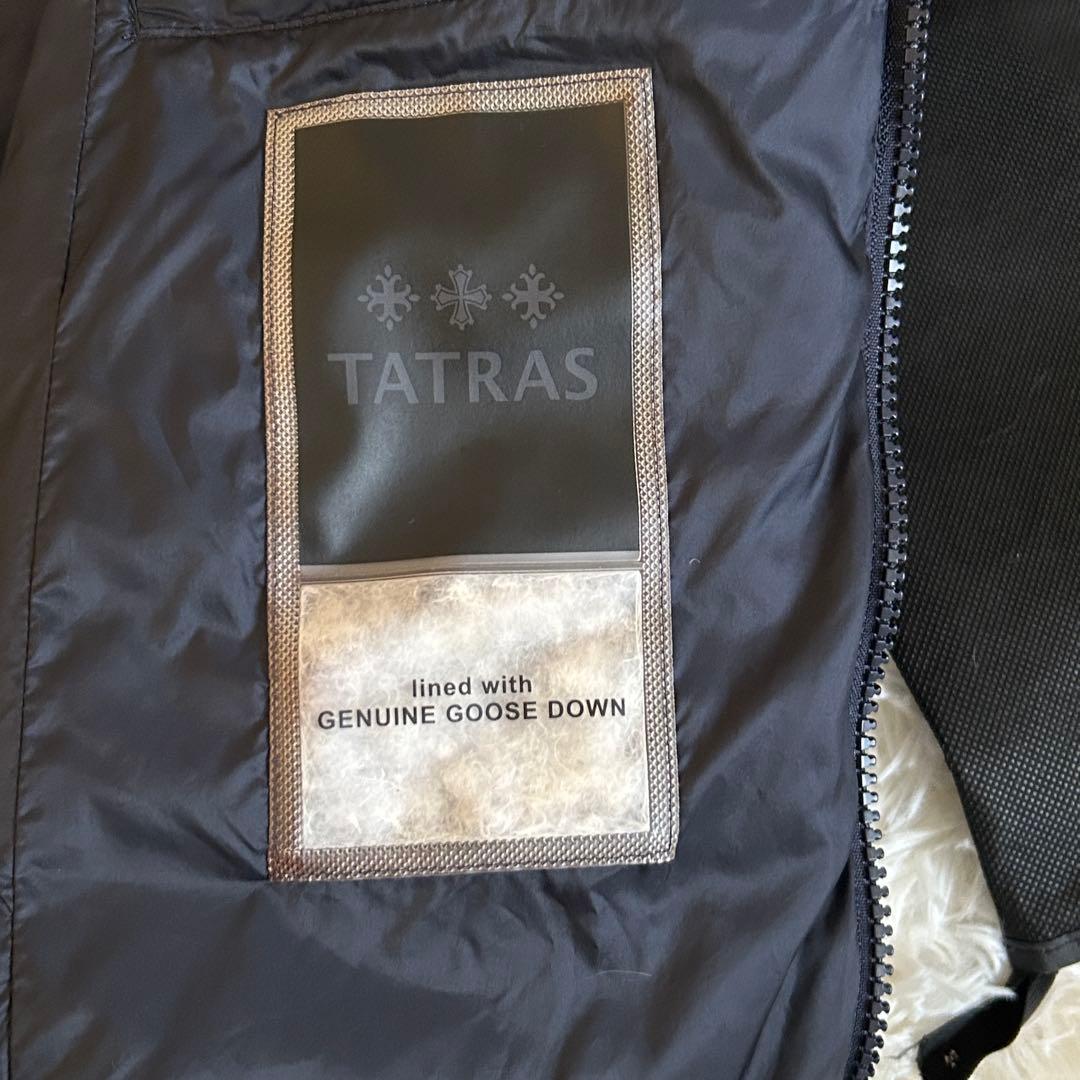 TATRAS
lined with
GENUINE GOOSE DOWN